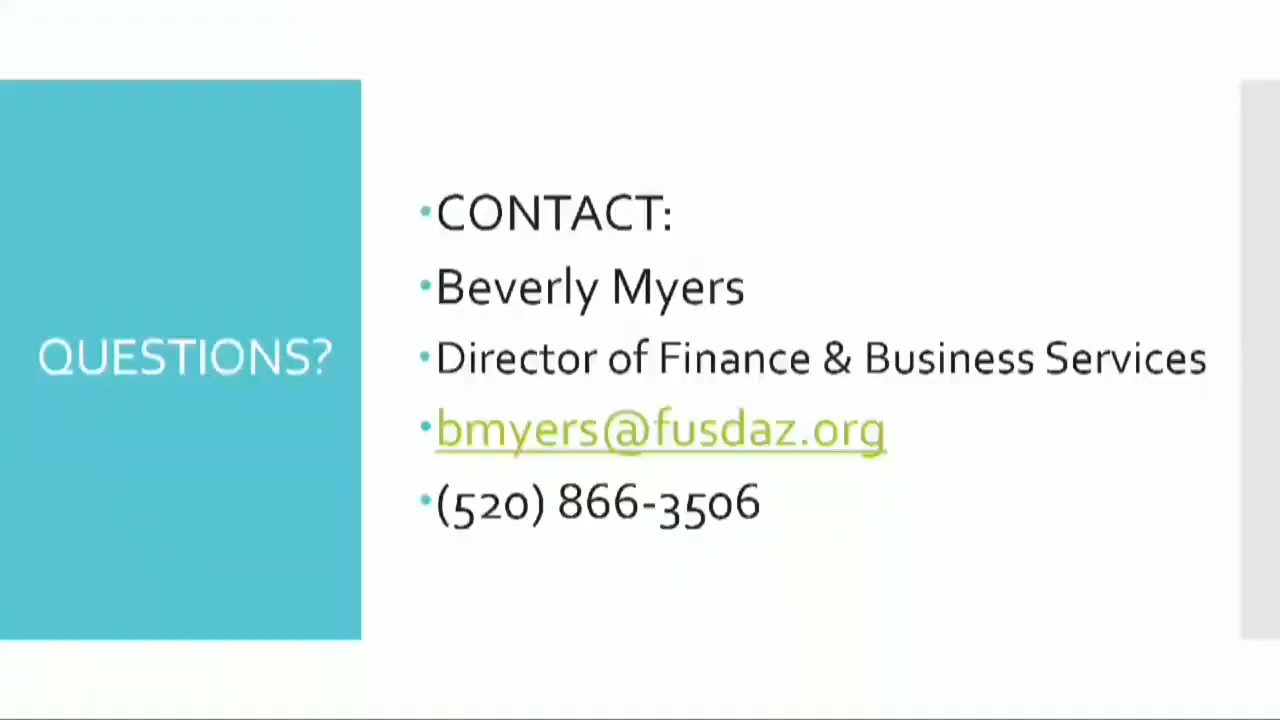 QUESTIONS?
•CONTACT:
•Beverly Myers
•Director of Finance & Business Services
•bmyers@fusdaz.org
•(520) 866-3506